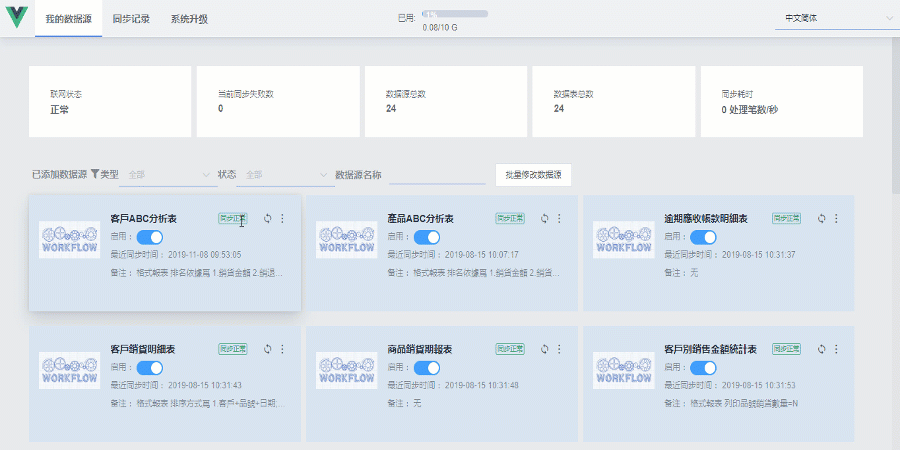 我的数据源 同步记录 系统升级 已用: 1% 中文简体
0.08/10 G
联网状态 当前同步失败数 数据源总数 数据表总数 同步耗时
正常 0 24 24 0 处理笔数/秒
已添加数据源 类型 全部 状态 全部 数据源名称 批量修改数据源
客戶ABC分析表 同步正常
启用：
最近同步时间： 2019-11-08 09:53:05
备注： 格式報表 排名依據篇 1.銷貨金額 2.銷退...
WORKFLOW
產品ABC分析表 同步正常
启用：
最近同步时间： 2019-08-15 10:07:17
备注： 格式報表 排名依據篇 1.銷貨金額 2.銷貨...
WORKFLOW
逾期應收帳款明細表 同步正常
启用：
最近同步时间： 2019-08-15 10:31:37
备注： 无
WORKFLOW
客戶銷貨明細表 同步正常
启用：
最近同步时间： 2019-08-15 10:31:43
备注： 格式報表 排序方式篇 1.客戶+品號+日期...
WORKFLOW
商品銷貨期報表 同步正常
启用：
最近同步时间： 2019-08-15 10:31:48
备注： 无
WORKFLOW
客戶別銷售金額統計表 同步正常
启用：
最近同步时间： 2019-08-15 10:31:53
备注： 格式報表 列印品號銷貨數量=N
WORKFLOW